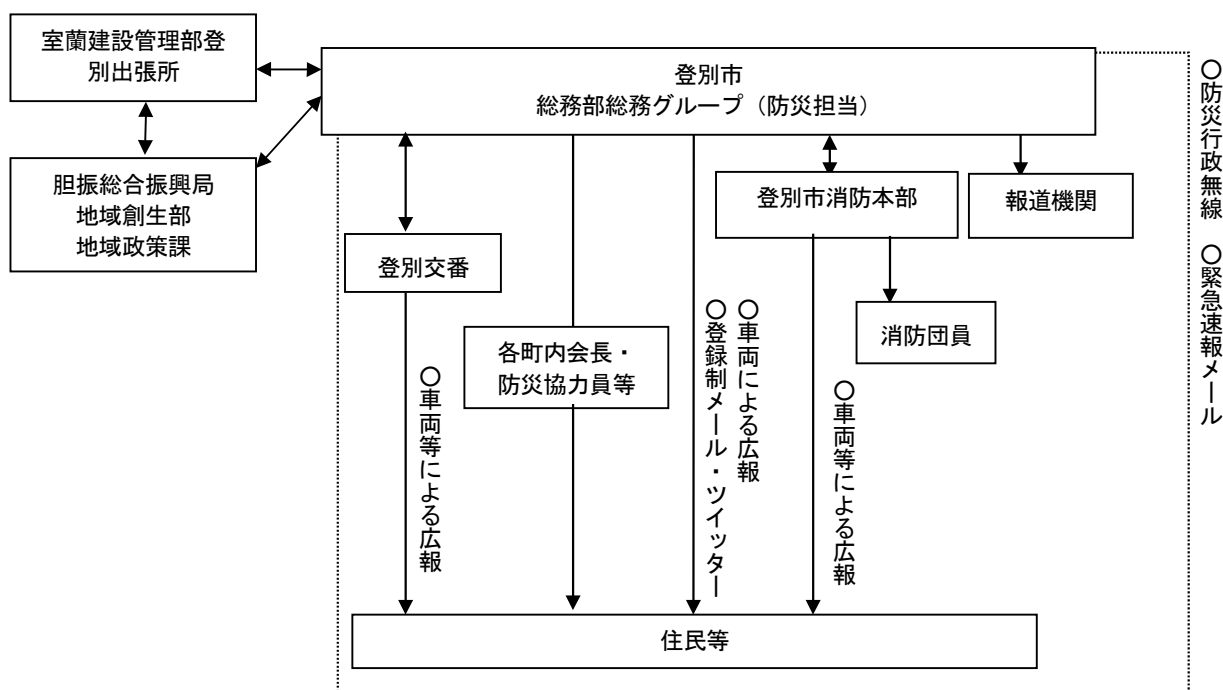 室蘭建設管理部登
別出張所
登別市
総務部総務グループ（防災担当）
胆振総合振興局
地域創生部
地域政策課
登別交番
登別市消防本部
報道機関
各町内会長・
防災協力員等
消防団員
〇車両等による広報
〇車両による広報
〇登録制メール・ツイッター
〇車両等による広報
〇防災行政無線　〇緊急速報メール
住民等